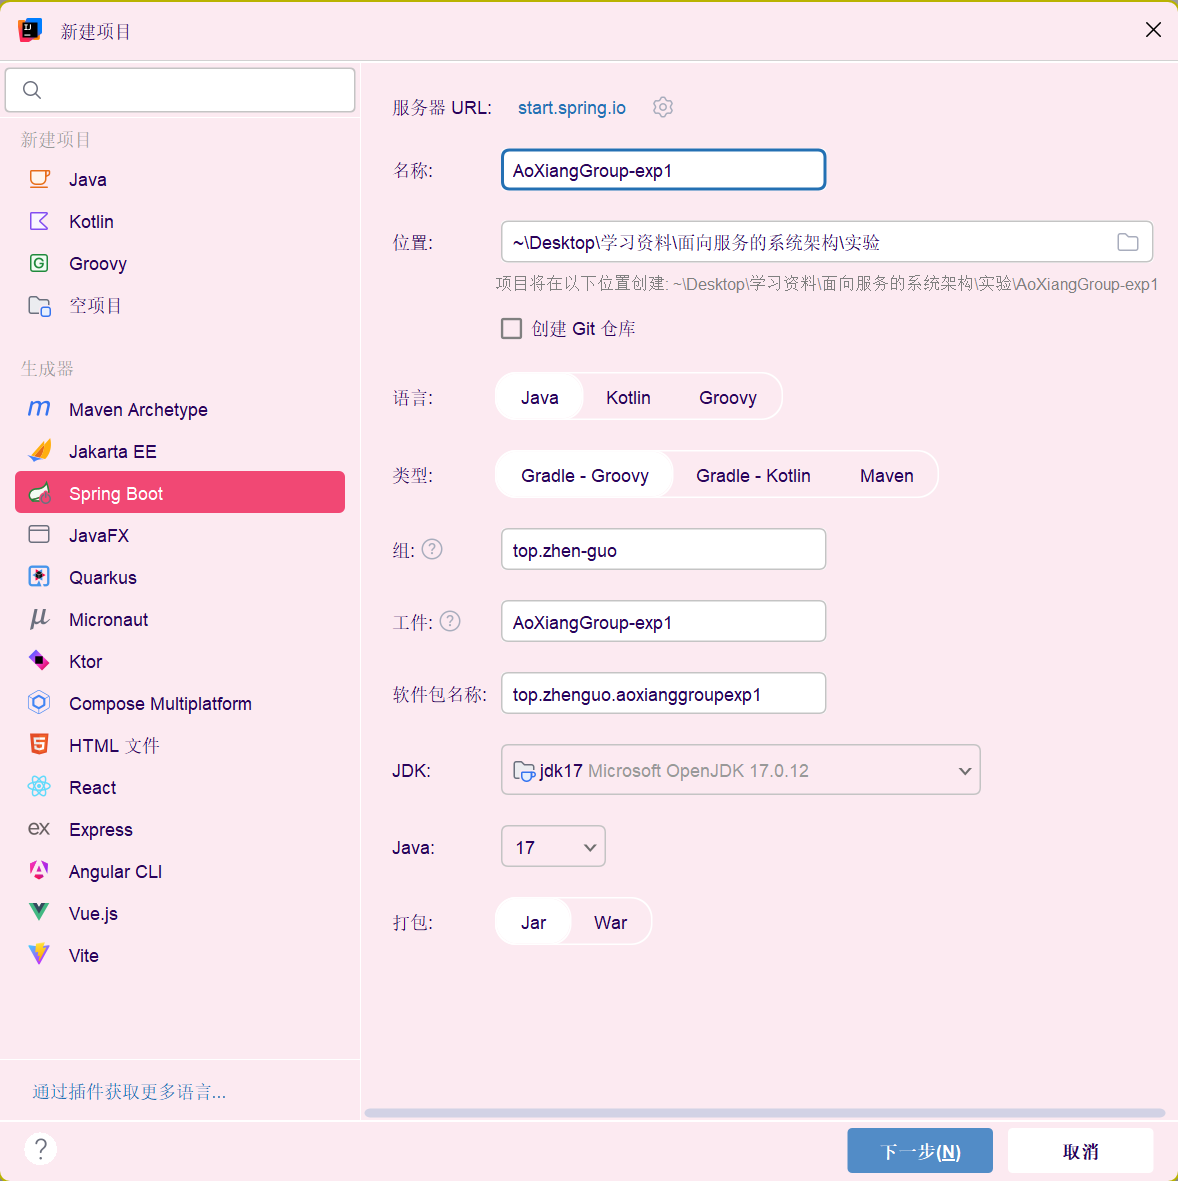 新建项目
新建项目
Java
Kotlin
Groovy
空项目
生成器
Maven Archetype
Jakarta EE
Spring Boot
JavaFX
Quarkus
Micronaut
Ktor
Compose Multiplatform
HTML 文件
React
Express
Angular CLI
Vue.js
Vite
通过插件获取更多语言...
服务器 URL: start.spring.io
名称: AoXiangGroup-exp1
位置: ~\Desktop\学习资料\面向服务的系统架构\实验
项目将在以下位置创建: ~\Desktop\学习资料\面向服务的系统架构\实验\AoXiangGroup-exp1
创建 Git 仓库
语言: Java Kotlin Groovy
类型: Gradle - Groovy Gradle - Kotlin Maven
组: ? top.zhen-guo
工件: ? AoXiangGroup-exp1
软件包名称: top.zhenguo.aoxianggroupexp1
JDK: jdk17 Microsoft OpenJDK 17.0.12
Java: 17
打包: Jar War
? 下一步(N) 取消